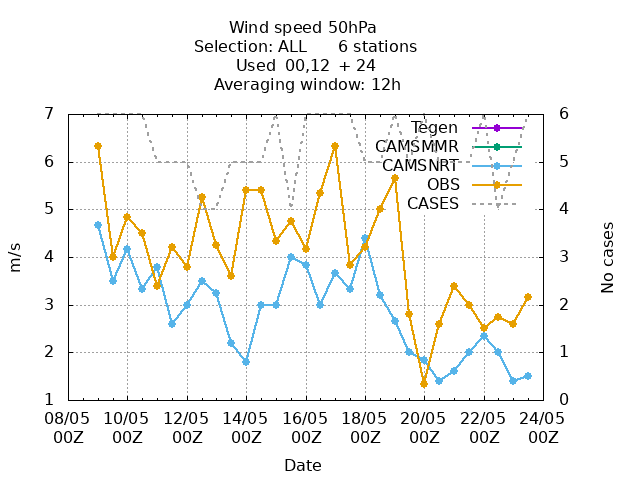 Wind speed 50hPa
Selection: ALL 6 stations
Used 00,12 + 24
Averaging window: 12h
7 6
6 5
5 4
4 3
3 2
2 1
1 0
Tegen
CAMSMMR
CAMSNRT
OBS
CASES
m/s
No cases
08/05 10/05 12/05 14/05 16/05 18/05 20/05 22/05 24/05
00Z 00Z 00Z 00Z 00Z 00Z 00Z 00Z 00Z
Date